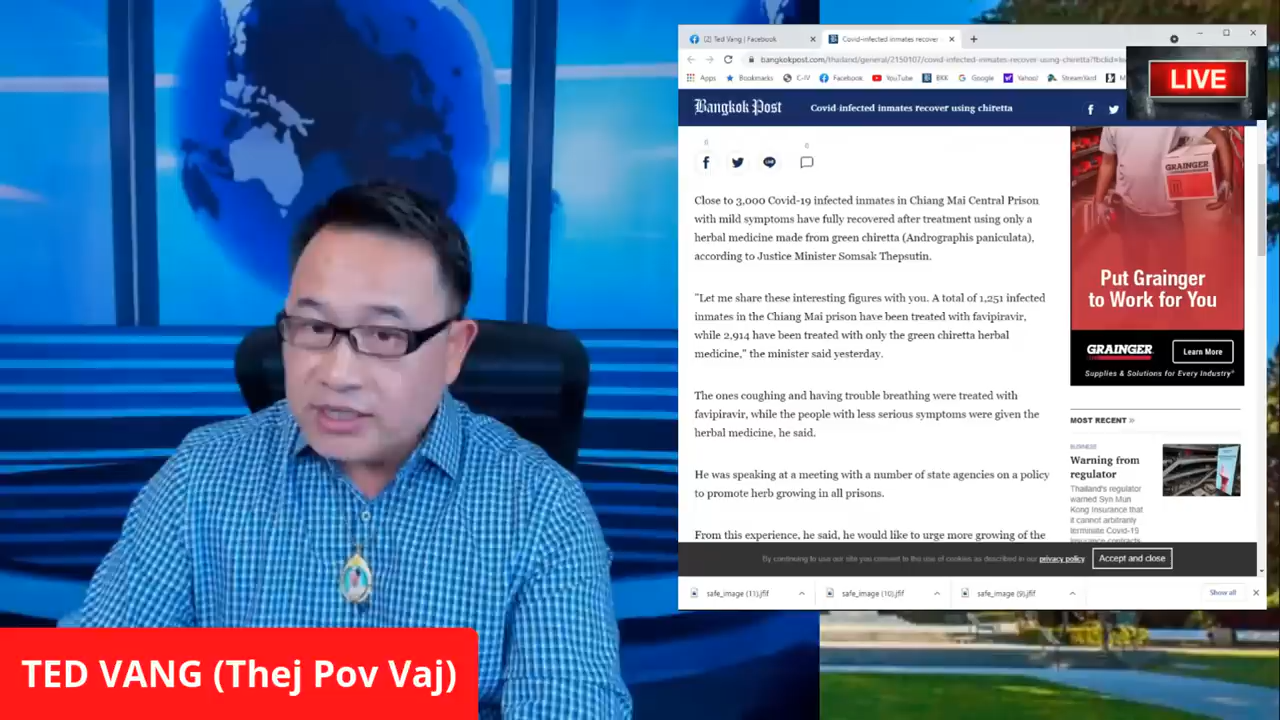 (2) Ted Vang | Facebook
Covid-infected inmates recover
bangkokpost.com/thailand/general/2150107/covid-infected-inmates-recover-using-chiretta?fbclid=
Apps Bookmarks C-IV Facebook YouTube BKK Google Yahoo! StreamYard
LIVE
Bangkok Post Covid-infected inmates recover using chiretta
0 0
Close to 3,000 Covid-19 infected inmates in Chiang Mai Central Prison
with mild symptoms have fully recovered after treatment using only a
herbal medicine made from green chiretta (Andrographis paniculata),
according to Justice Minister Somsak Thepsutin.
"Let me share these interesting figures with you. A total of 1,251 infected
inmates in the Chiang Mai prison have been treated with favipiravir,
while 2,914 have been treated with only the green chiretta herbal
medicine," the minister said yesterday.
The ones coughing and having trouble breathing were treated with
favipiravir, while the people with less serious symptoms were given the
herbal medicine, he said.
He was speaking at a meeting with a number of state agencies on a policy
to promote herb growing in all prisons.
From this experience, he said, he would like to urge more growing of the
GRAINGER
Put Grainger
to Work for You
GRAINGER
Learn More
Supplies & Solutions for Every Industry®
MOST RECENT
BUSINESS
Warning from
regulator
Thailand's regulator
warned Syn Mun
Kong Insurance that
it cannot arbitrarily
terminate Covid-19
insurance contracts
By continuing to use our site you consent to the use of cookies as described in our privacy policy
Accept and close
safe_image (11).jfif
safe_image (10).jfif
safe_image (9).jfif
Show all
TED VANG (Thej Pov Vaj)